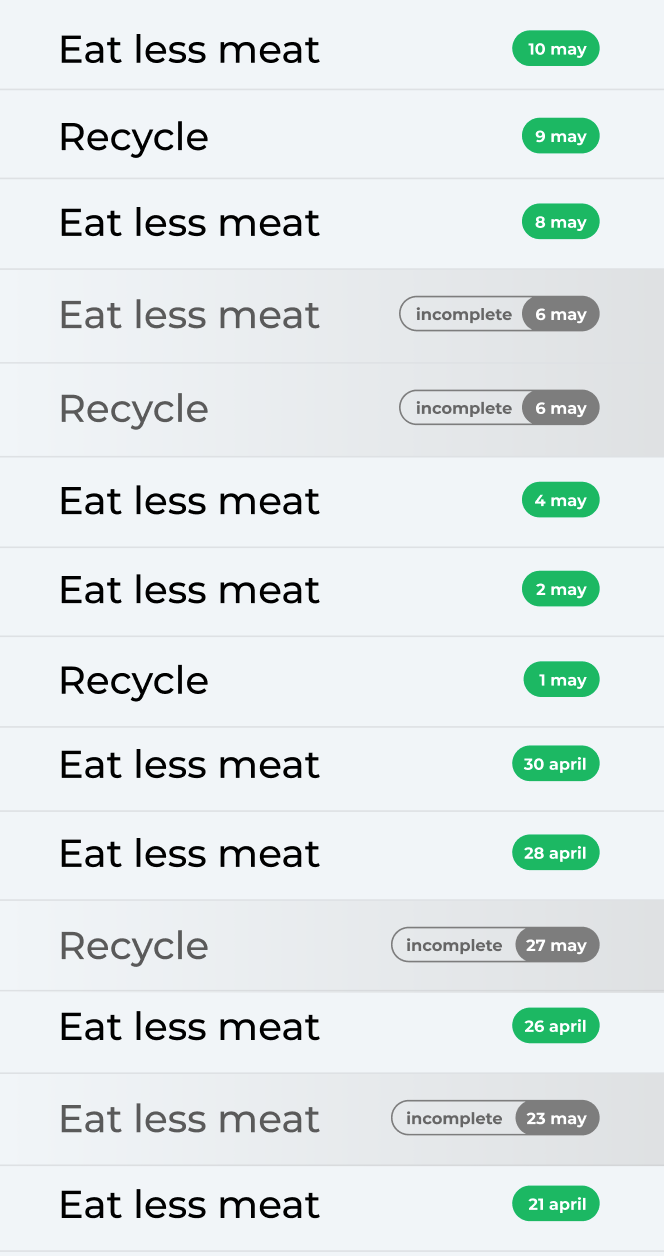 Eat less meat 10 may
Recycle 9 may
Eat less meat 8 may
Eat less meat incomplete 6 may
Recycle incomplete 6 may
Eat less meat 4 may
Eat less meat 2 may
Recycle 1 may
Eat less meat 30 april
Eat less meat 28 april
Recycle incomplete 27 may
Eat less meat 26 april
Eat less meat incomplete 23 may
Eat less meat 21 april